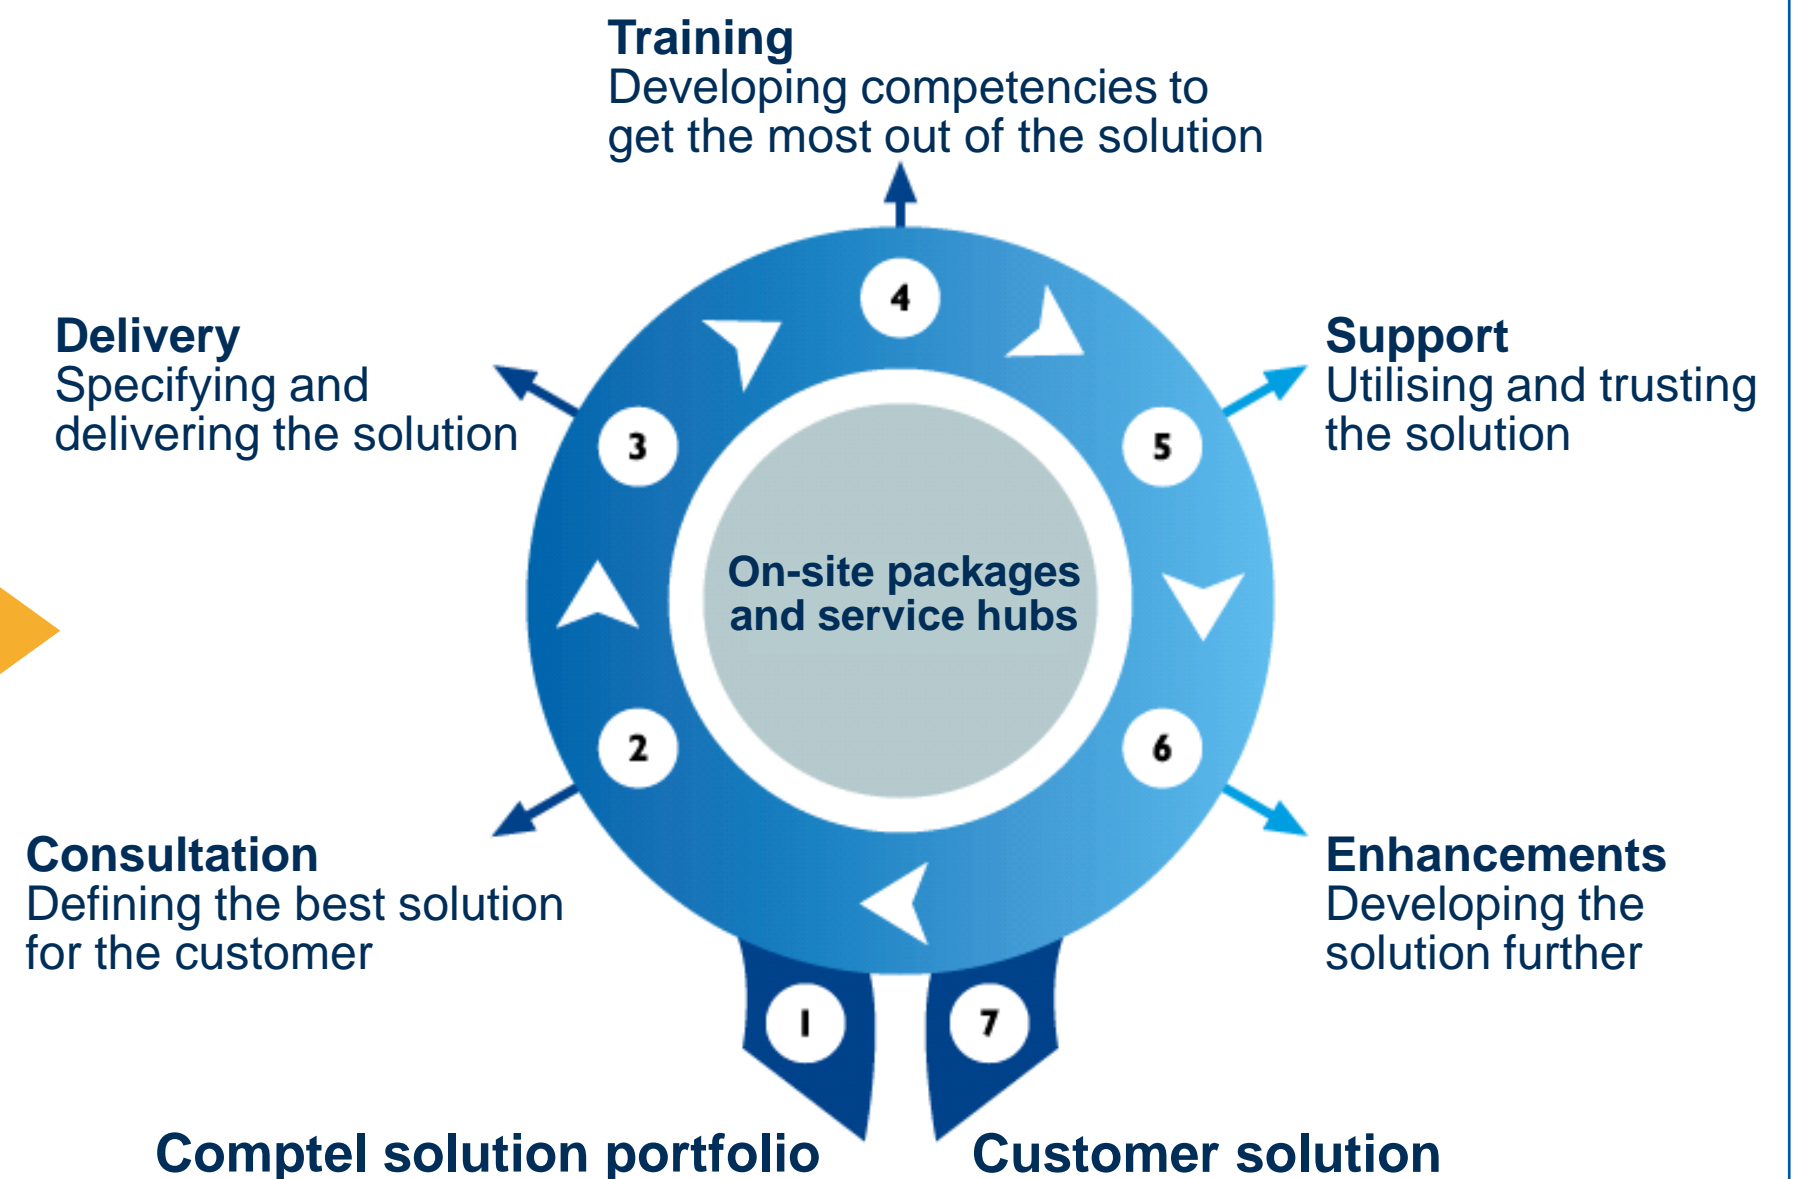 Training
Developing competencies to
get the most out of the solution
4
Delivery
Specifying and
delivering the solution
3
Support
Utilising and trusting
the solution
5
On-site packages
and service hubs
2
6
Consultation
Defining the best solution
for the customer
Enhancements
Developing the
solution further
1
7
Comptel solution portfolio
Customer solution